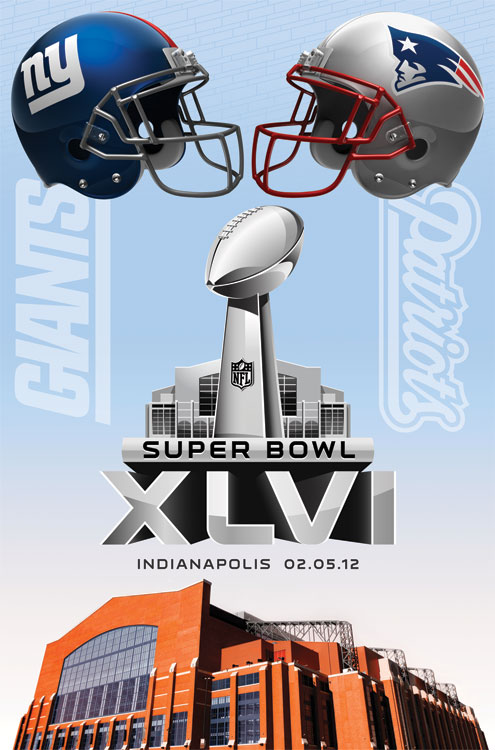 ny
GIANTS
Patriots
NFL
SUPER BOWL
XLVI
INDIANAPOLIS 02.05.12